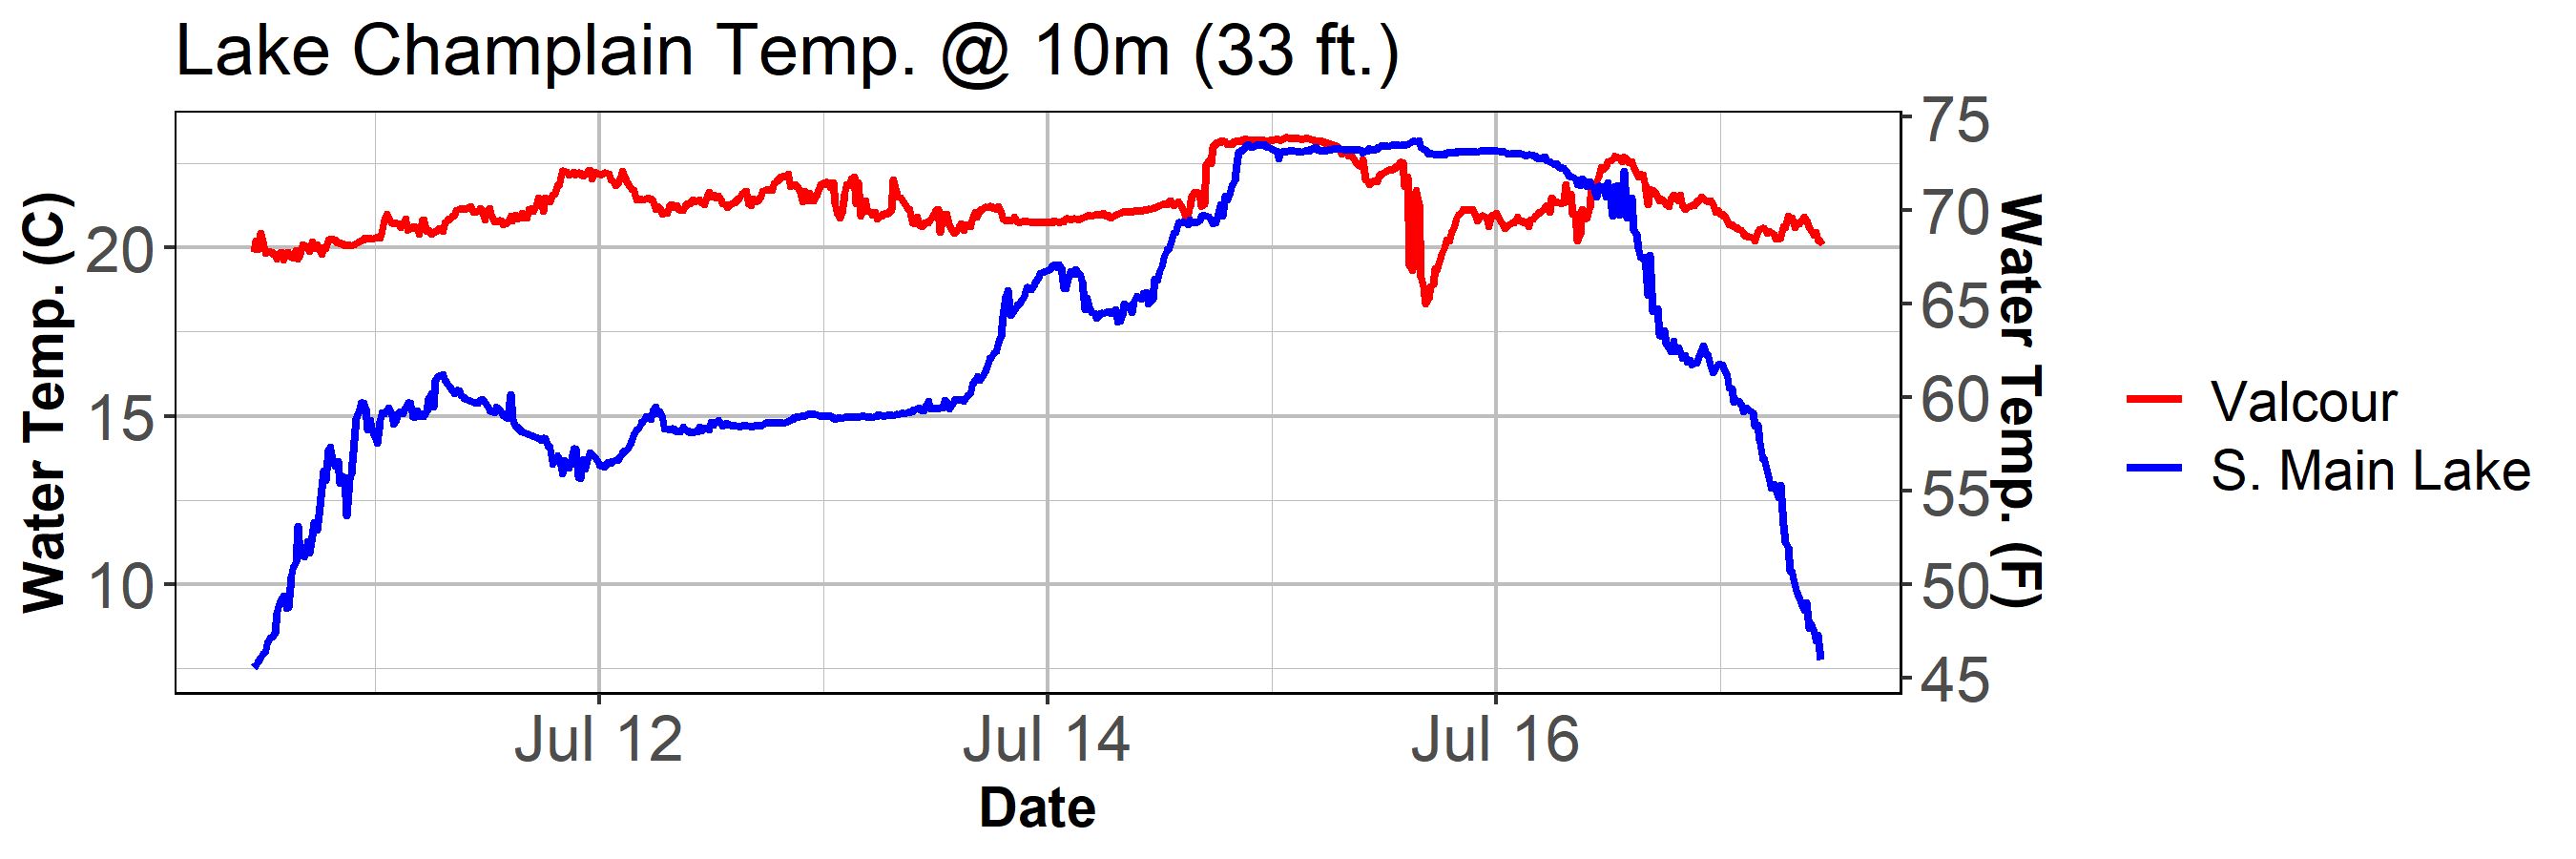 Lake Champlain Temp. @ 10m (33 ft.)
Water Temp. (C)
20
15
10
75
70
65
60
55
50
45
Water Temp. (F)
Jul 12
Jul 14
Jul 16
Date
Valcour
S. Main Lake